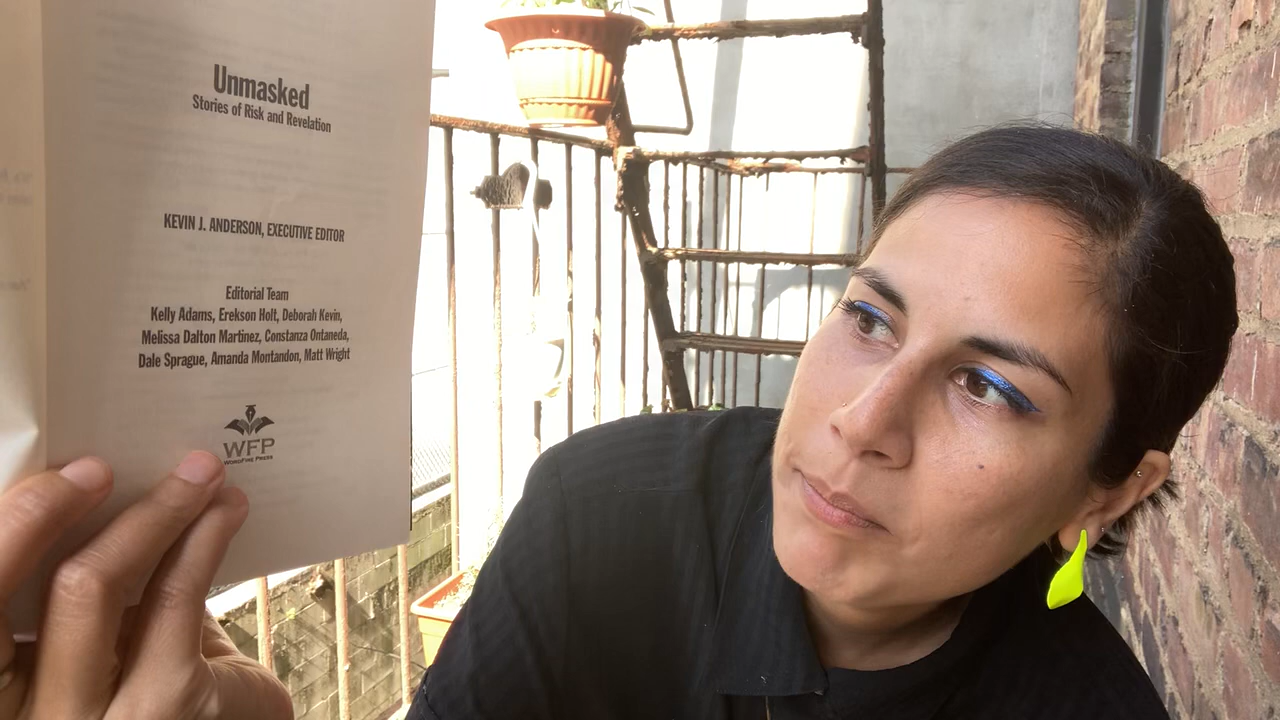 Unmasked
Stories of Risk and Revelation
KEVIN J. ANDERSON, EXECUTIVE EDITOR
Editorial Team
Kelly Adams, Erekson Holt, Deborah Kevin,
Melissa Dalton Martinez, Constanza Ontaneda,
Dale Sprague, Amanda Montandon, Matt Wright
WFP
WORDFIRE PRESS